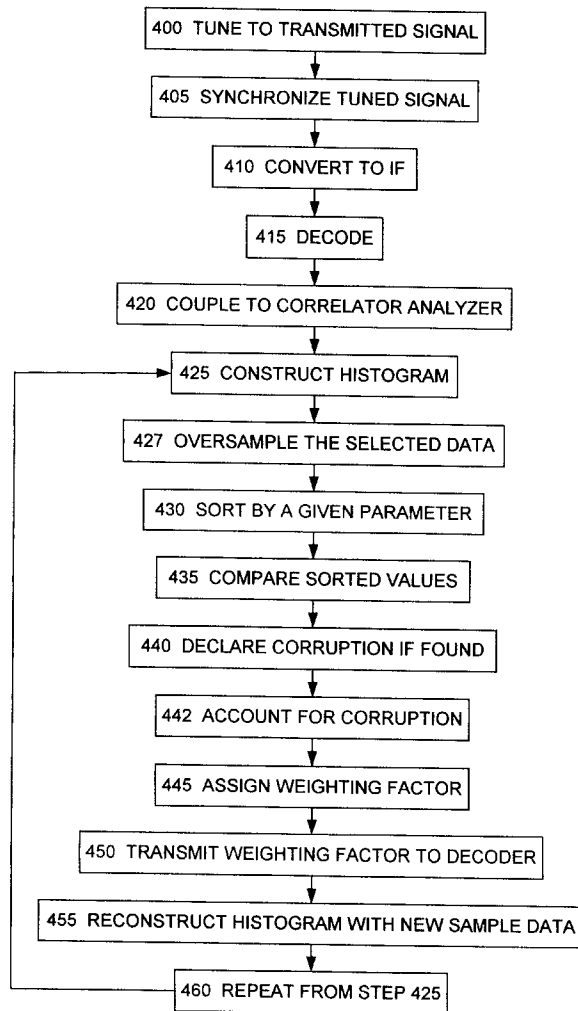 400 TUNE TO TRANSMITTED SIGNAL
405 SYNCHRONIZE TUNED SIGNAL
410 CONVERT TO IF
415 DECODE
420 COUPLE TO CORRELATOR ANALYZER
425 CONSTRUCT HISTOGRAM
427 OVERSAMPLE THE SELECTED DATA
430 SORT BY A GIVEN PARAMETER
435 COMPARE SORTED VALUES
440 DECLARE CORRUPTION IF FOUND
442 ACCOUNT FOR CORRUPTION
445 ASSIGN WEIGHTING FACTOR
450 TRANSMIT WEIGHTING FACTOR TO DECODER
455 RECONSTRUCT HISTOGRAM WITH NEW SAMPLE DATA
460 REPEAT FROM STEP 425